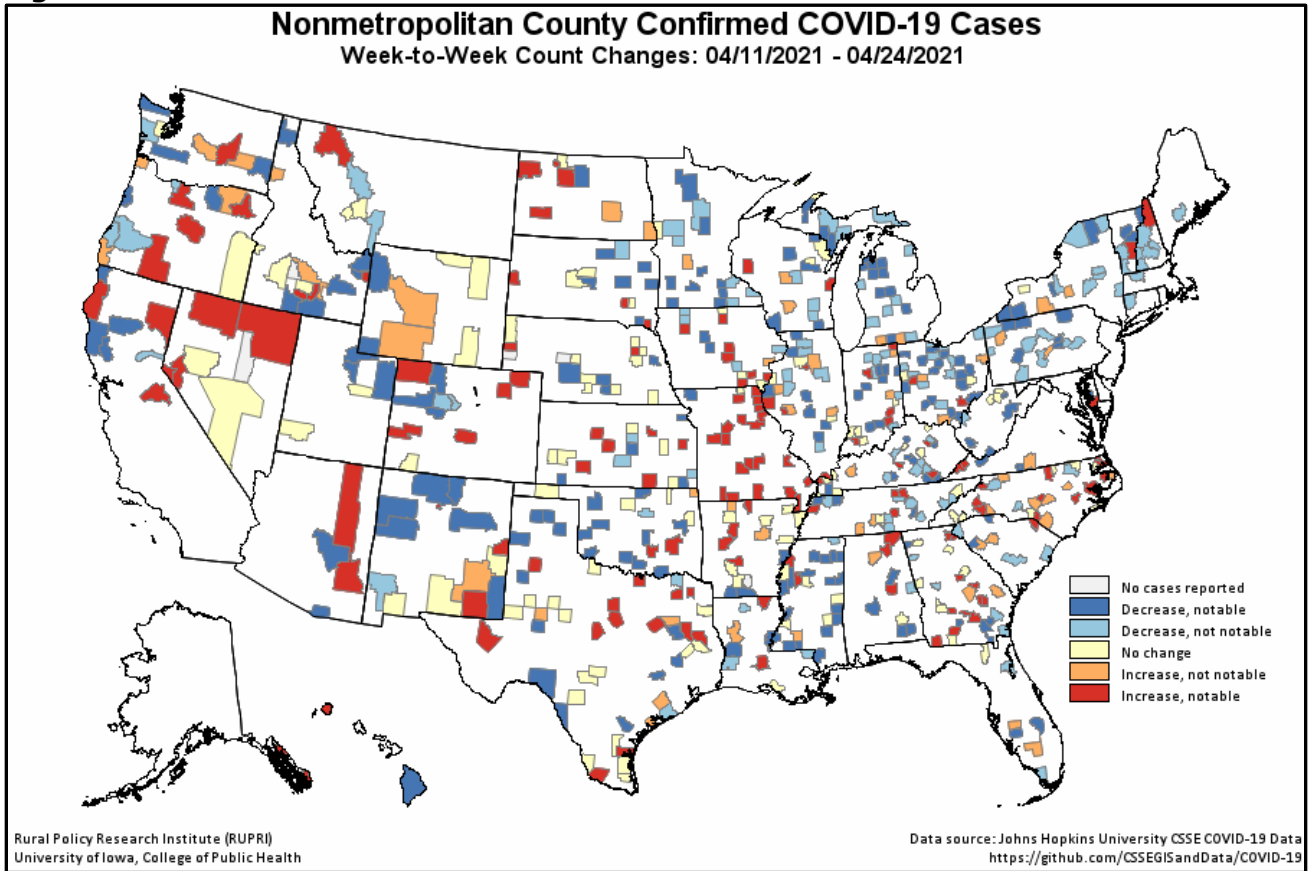 Nonmetropolitan County Confirmed COVID-19 Cases
Week-to-Week Count Changes: 04/11/2021 - 04/24/2021
No cases reported
Decrease, notable
Decrease, not notable
No change
Increase, not notable
Increase, notable
Rural Policy Research Institute (RUPRI)
University of Iowa, College of Public Health
Data source: Johns Hopkins University CSSE COVID-19 Data
https://github.com/CSSEGISandData/COVID-19